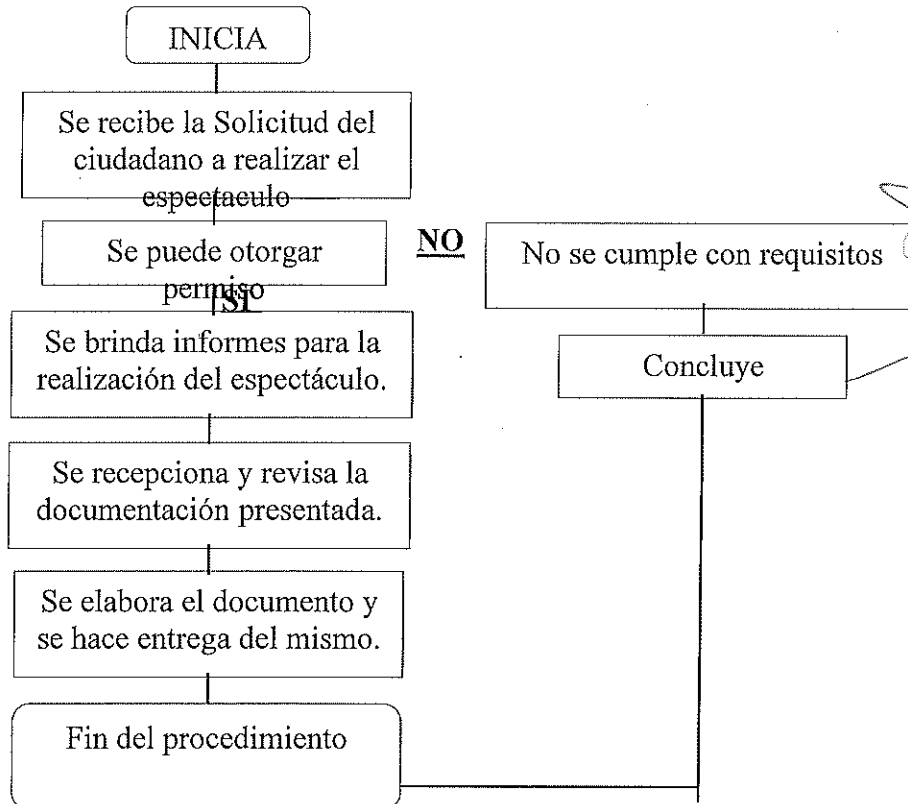 INICIA
Se recibe la Solicitud del
ciudadano a realizar el
espectaculo
Se puede otorgar
permiso
NO
No se cumple con requisitos
SI
Concluye
Se brinda informes para la
realización del espectáculo.
Se recepciona y revisa la
documentación presentada.
Se elabora el documento y
se hace entrega del mismo.
Fin del procedimiento